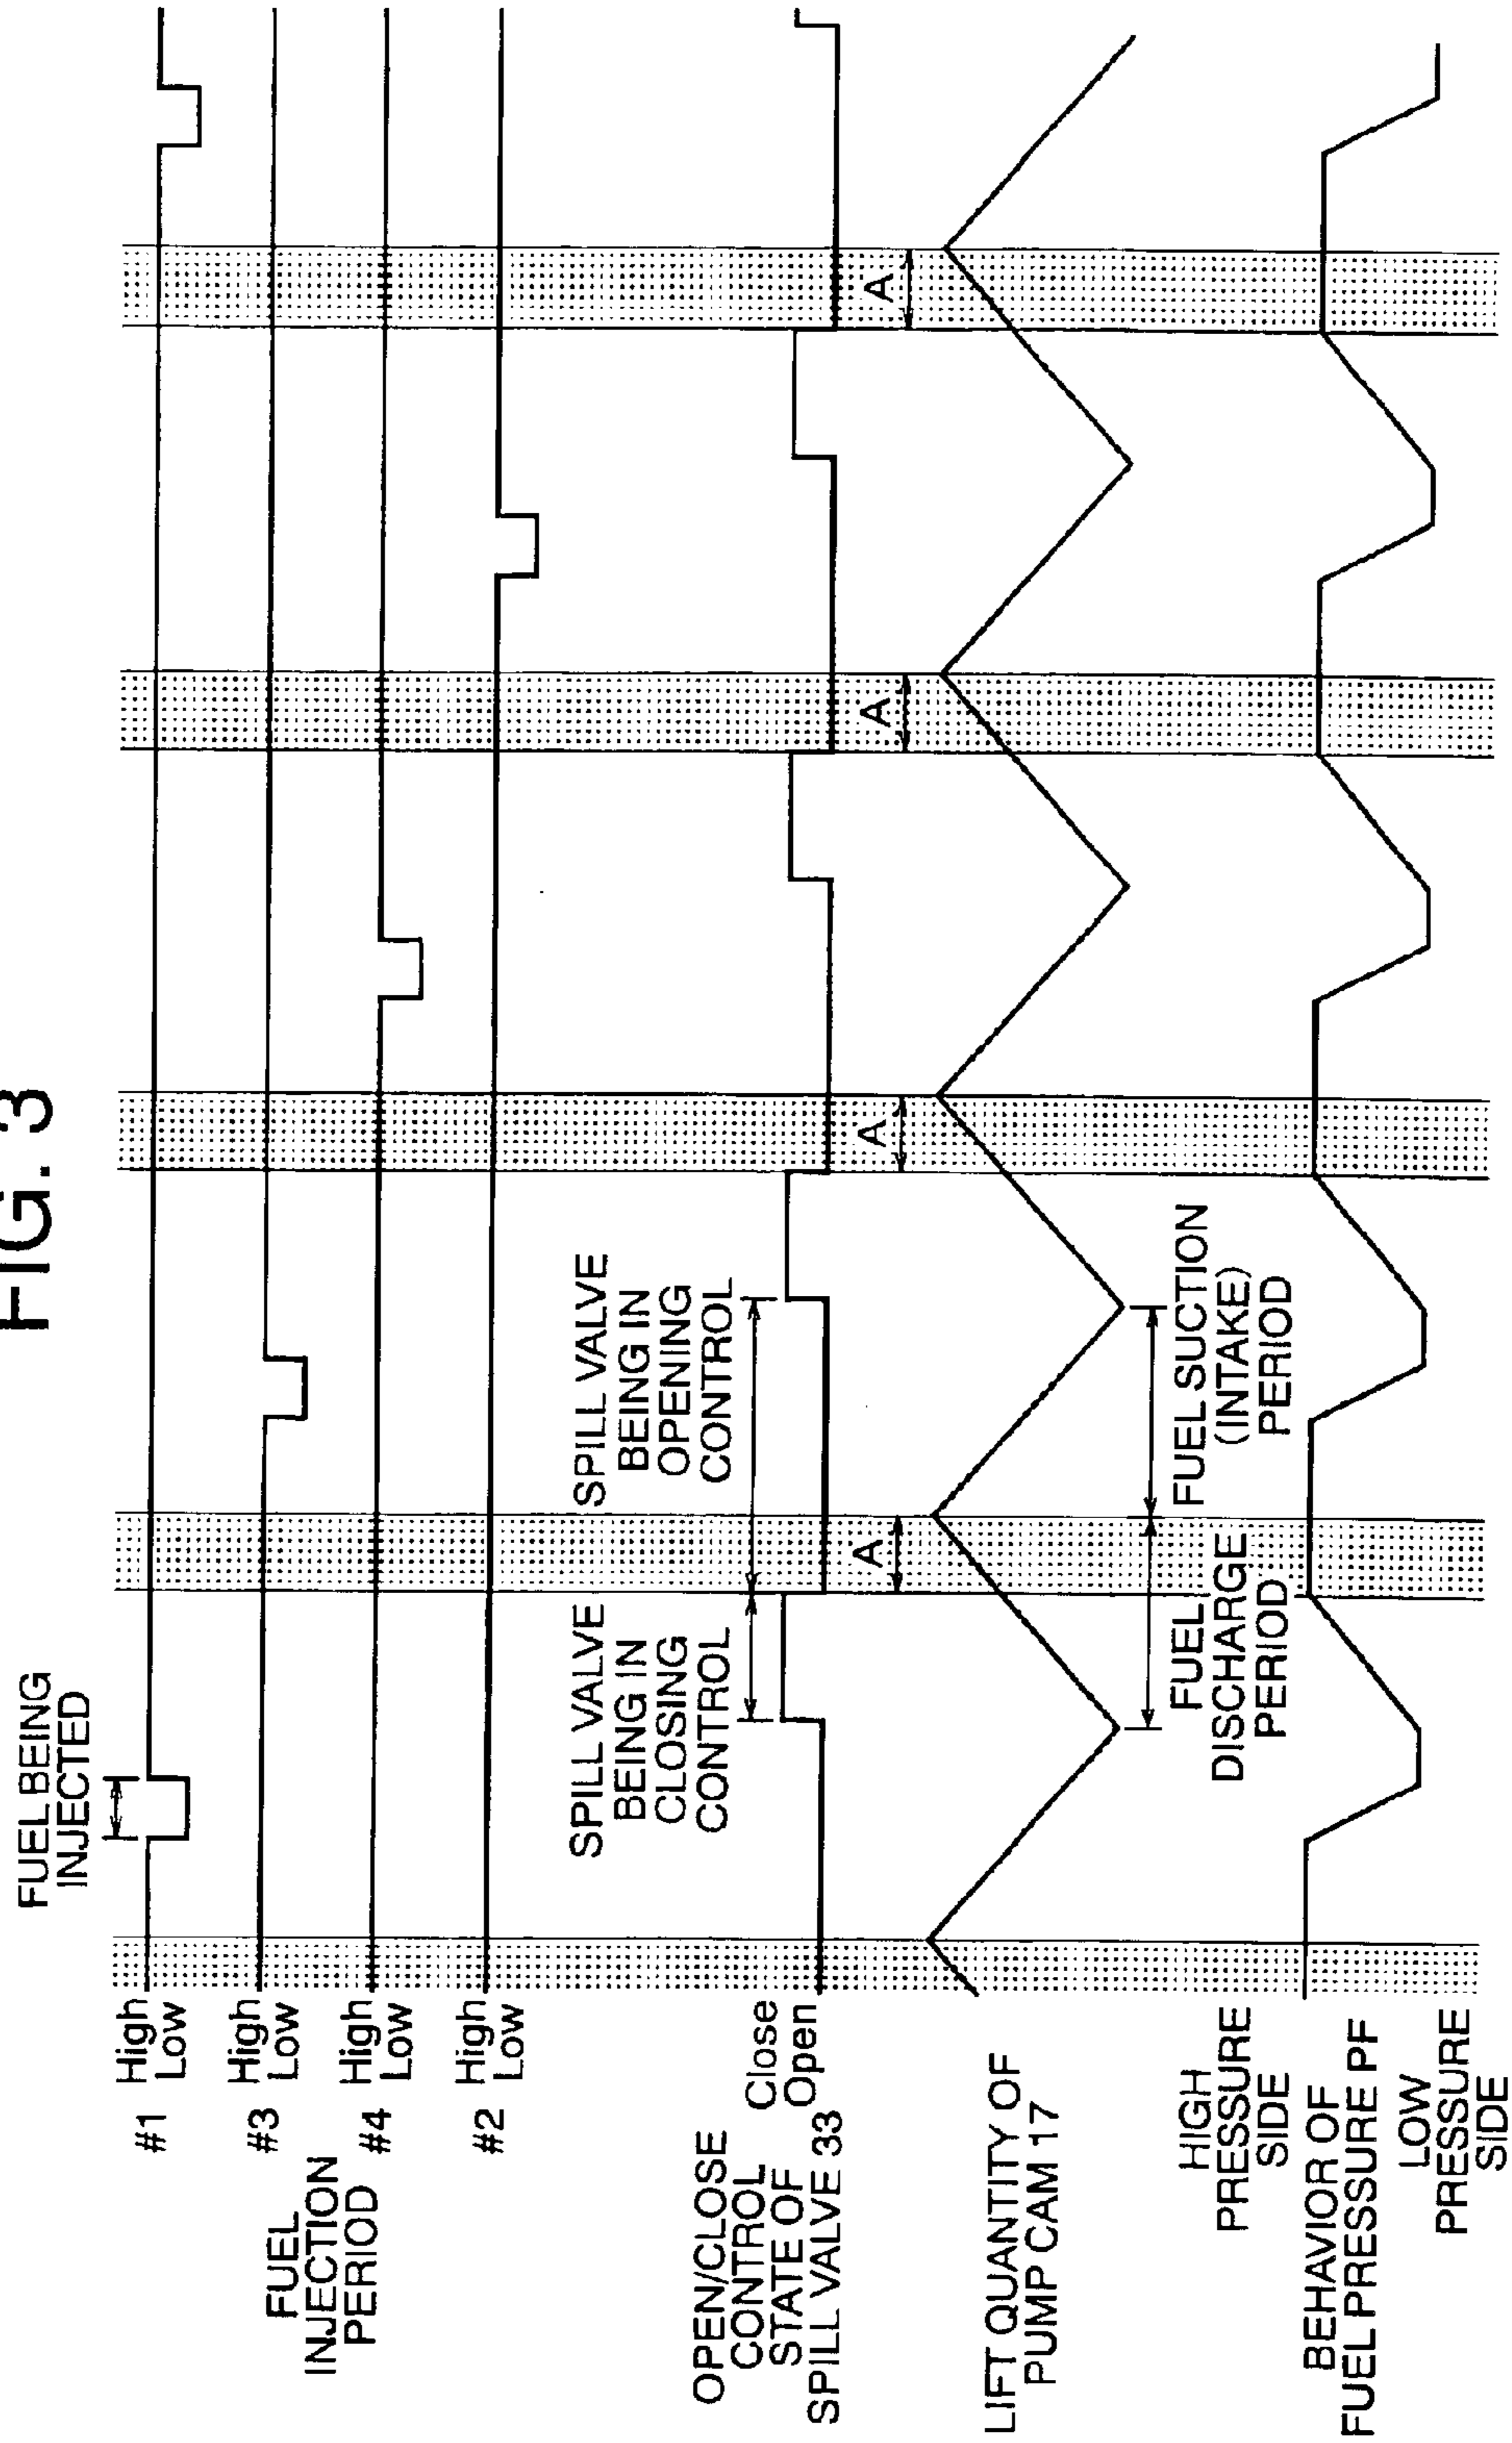 FIG. 3
FUEL BEING
INJECTED
#1
High
Low
#3
High
Low
FUEL
INJECTION
PERIOD
#4
High
Low
#2
High
Low
SPILL VALVE
BEING IN
CLOSING
CONTROL
SPILL VALVE
BEING IN
OPENING
CONTROL
OPEN/CLOSE
CONTROL
STATE OF
SPILL VALVE 33
Close
Open
A
A
A
A
LIFT QUANTITY OF
PUMP CAM 17
FUEL
DISCHARGE
PERIOD
FUEL SUCTION
(INTAKE)
PERIOD
HIGH
PRESSURE
SIDE
BEHAVIOR OF
FUEL PRESSURE PF
LOW
PRESSURE
SIDE